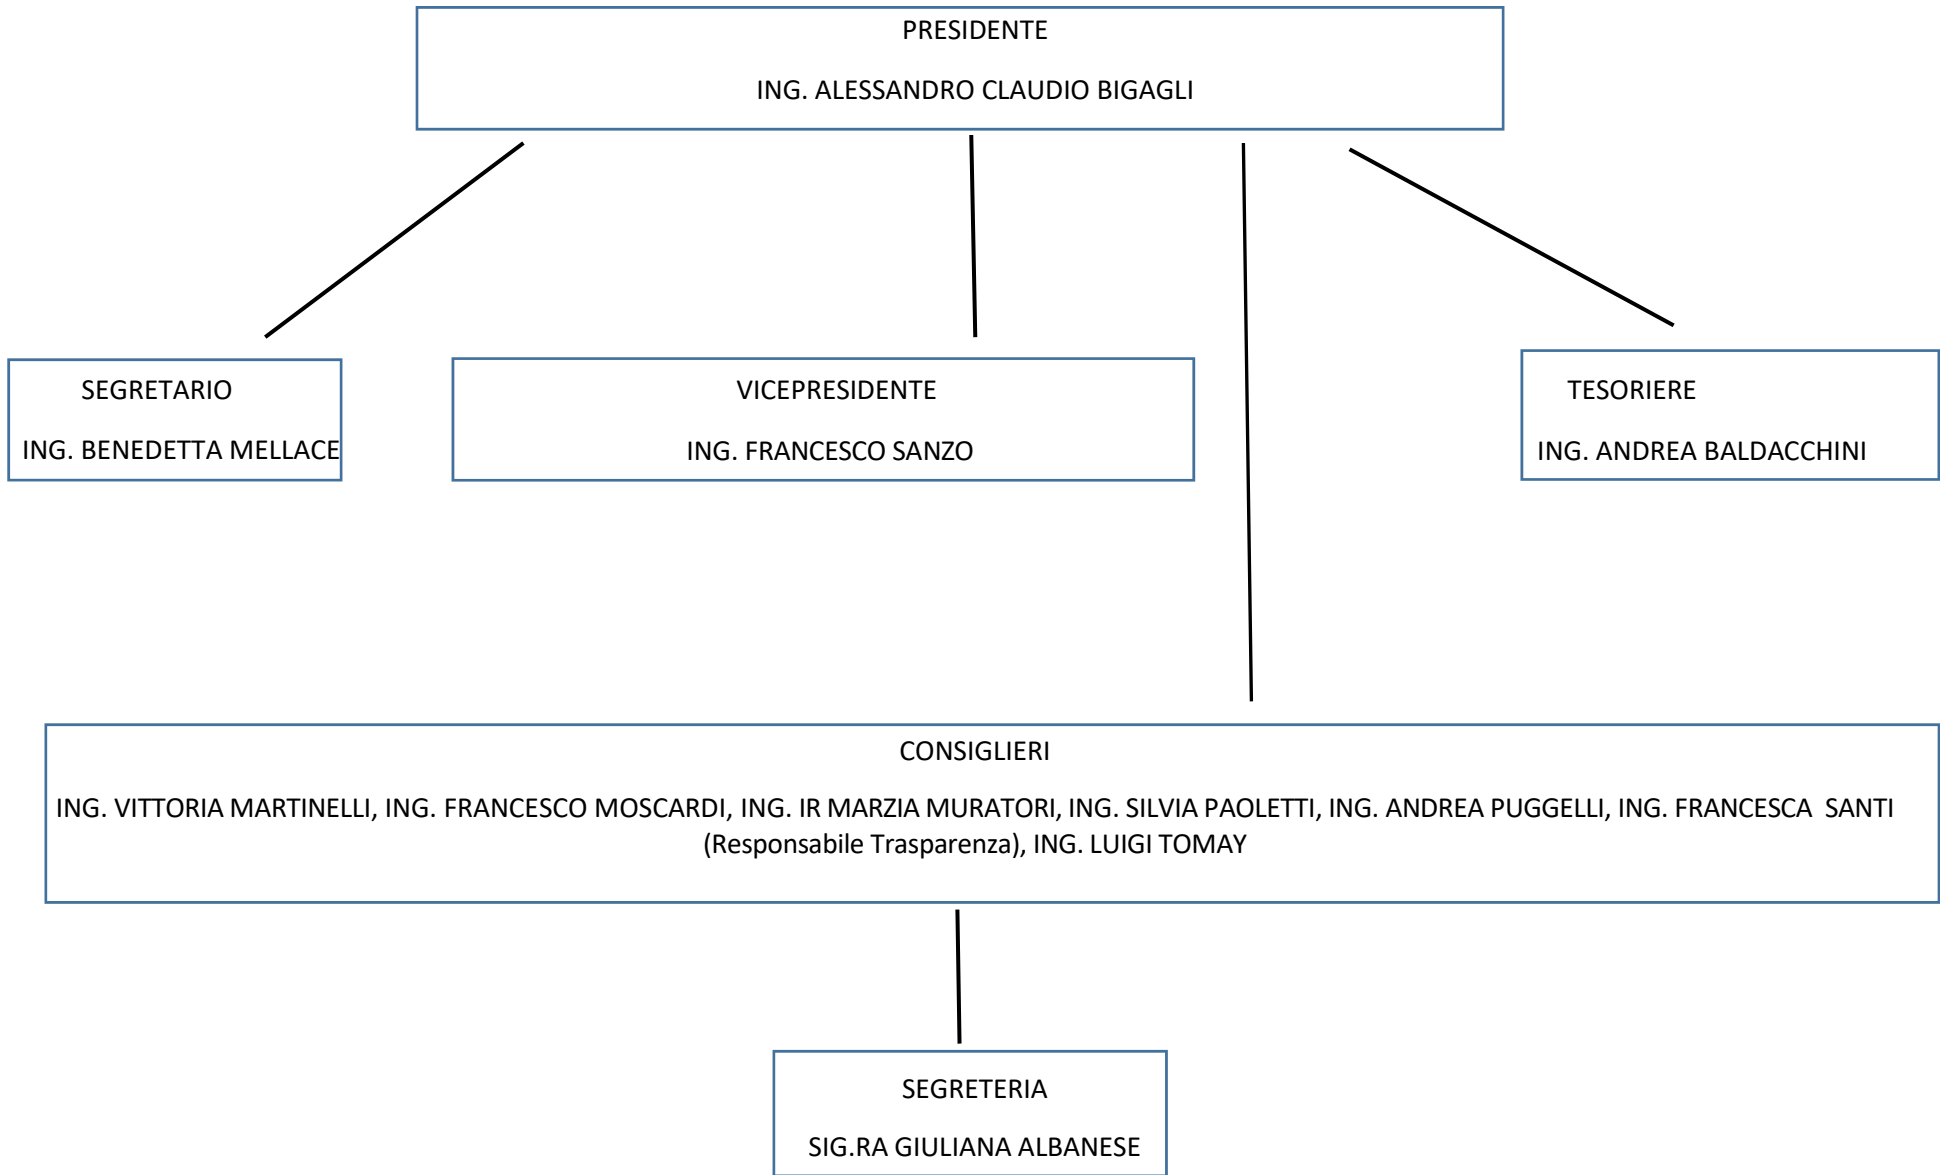 PRESIDENTE
ING. ALESSANDRO CLAUDIO BIGAGLI
SEGRETARIO
ING. BENEDETTA MELLACE
VICEPRESIDENTE
ING. FRANCESCO SANZO
TESORIERE
ING. ANDREA BALDACCHINI
CONSIGLIERI
ING. VITTORIA MARTINELLI, ING. FRANCESCO MOSCARDI, ING. IR MARZIA MURATORI, ING. SILVIA PAOLETTI, ING. ANDREA PUGGELLI, ING. FRANCESCA  SANTI
(Responsabile Trasparenza), ING. LUIGI TOMAY
SEGRETERIA
SIG.RA GIULIANA ALBANESE